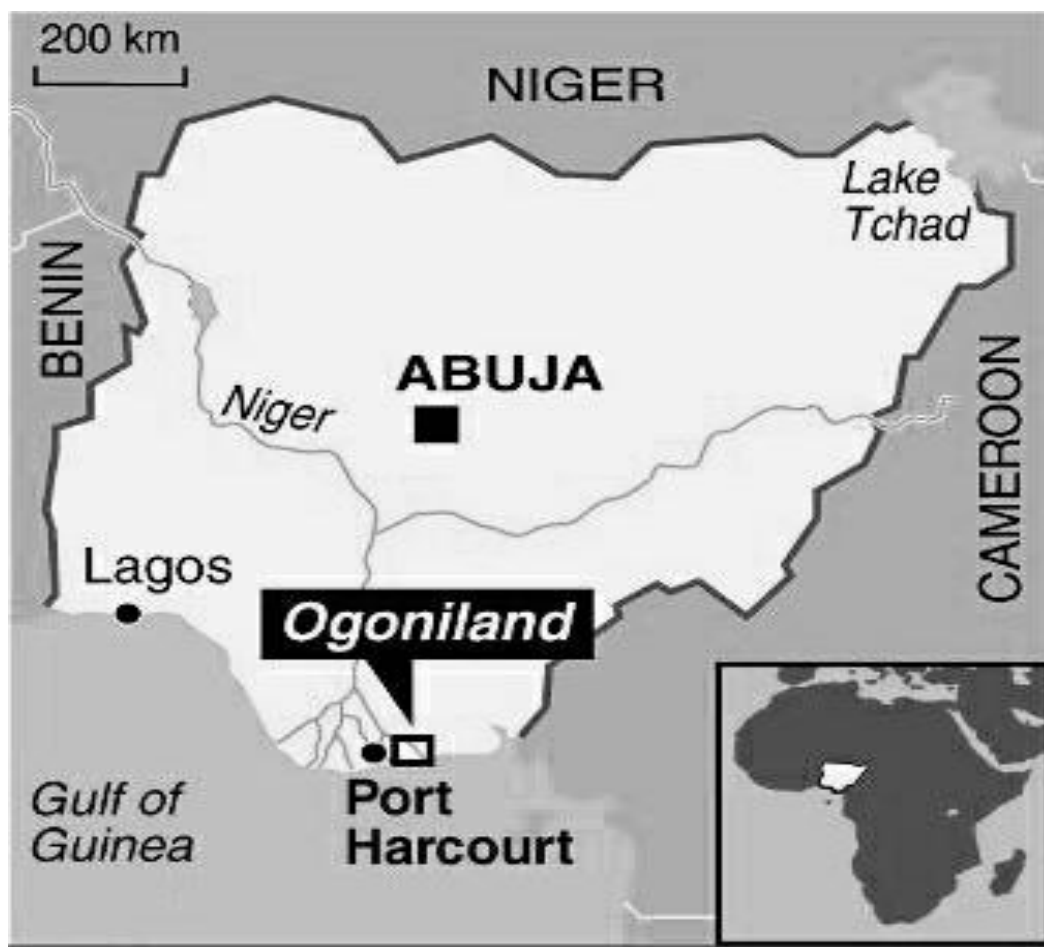 200 km
NIGER
Lake
Tchad
BENIN
ABUJA
Niger
CAMEROON
Lagos
Ogoniland
Gulf of
Guinea
Port
Harcourt